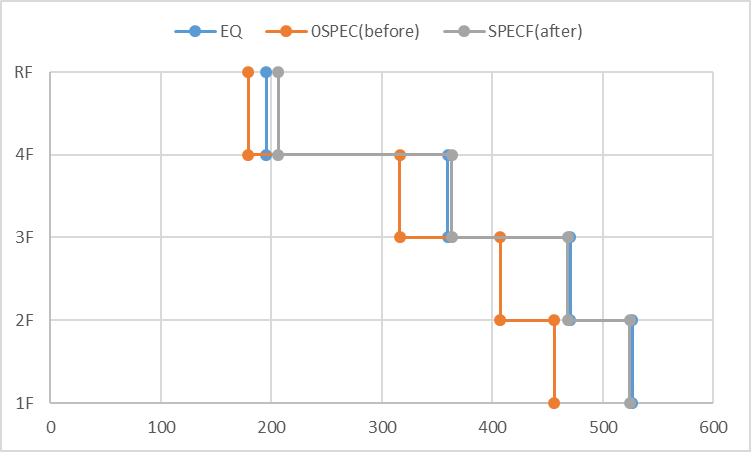 EQ 0SPEC(before) SPECF(after)
RF
4F
3F
2F
1F
0 100 200 300 400 500 600